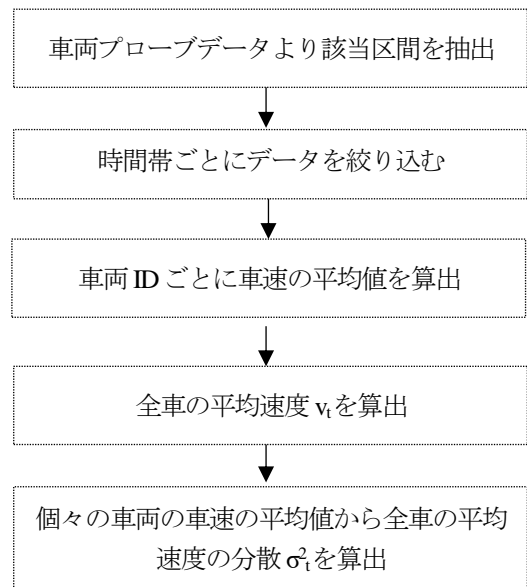 車両プローブデータより該当区間を抽出
時間帯ごとにデータを絞り込む
車両 ID ごとに車速の平均値を算出
全車の平均速度 vₜを算出
個々の車両の車速の平均値から全車の平均
速度の分散 σ²ₜを算出